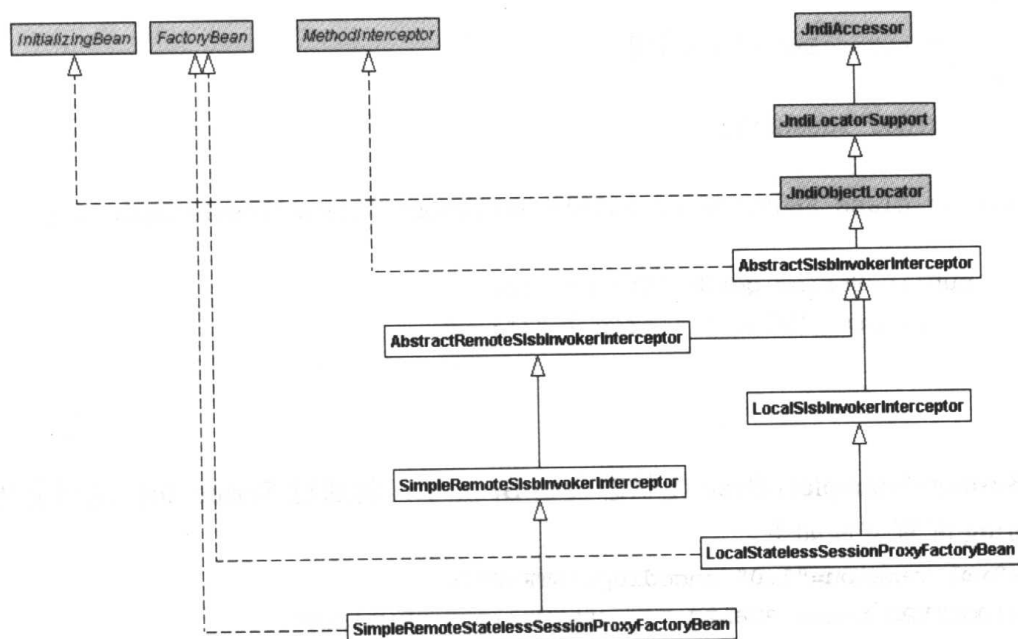 InitializingBean
FactoryBean
MethodInterceptor
JndiAccessor
JndiLocatorSupport
JndiObjectLocator
AbstractSlsbInvokerInterceptor
AbstractRemoteSlsbInvokerInterceptor
LocalSlsbInvokerInterceptor
SimpleRemoteSlsbInvokerInterceptor
LocalStatelessSessionProxyFactoryBean
SimpleRemoteStatelessSessionProxyFactoryBean